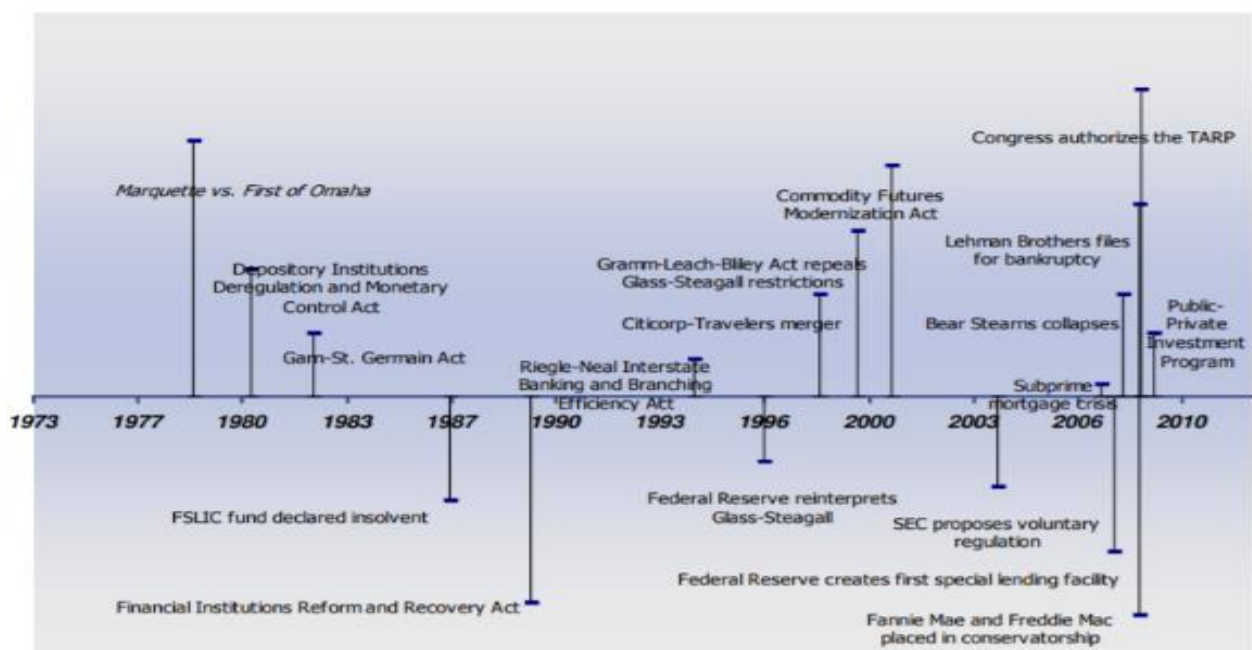 Congress authorizes the TARP
Marquette vs. First of Omaha
Commodity Futures
Modernization Act
Lehman Brothers files
for bankruptcy
Depository Institutions
Deregulation and Monetary
Control Act
Gramm-Leach-Bliley Act repeals
Glass-Steagall restrictions
Citicorp-Travelers merger
Bear Stearns collapses
Public-
Private
Investment
Program
Garn-St. Germain Act
Riegle-Neal Interstate
Banking and Branching
Efficiency Act
Subprime
mortgage crisis
1973 1977 1980 1983 1987 1990 1993 1996 2000 2003 2006 2010
FSLIC fund declared insolvent
Federal Reserve reinterprets
Glass-Steagall
SEC proposes voluntary
regulation
Federal Reserve creates first special lending facility
Financial Institutions Reform and Recovery Act
Fannie Mae and Freddie Mac
placed in conservatorship